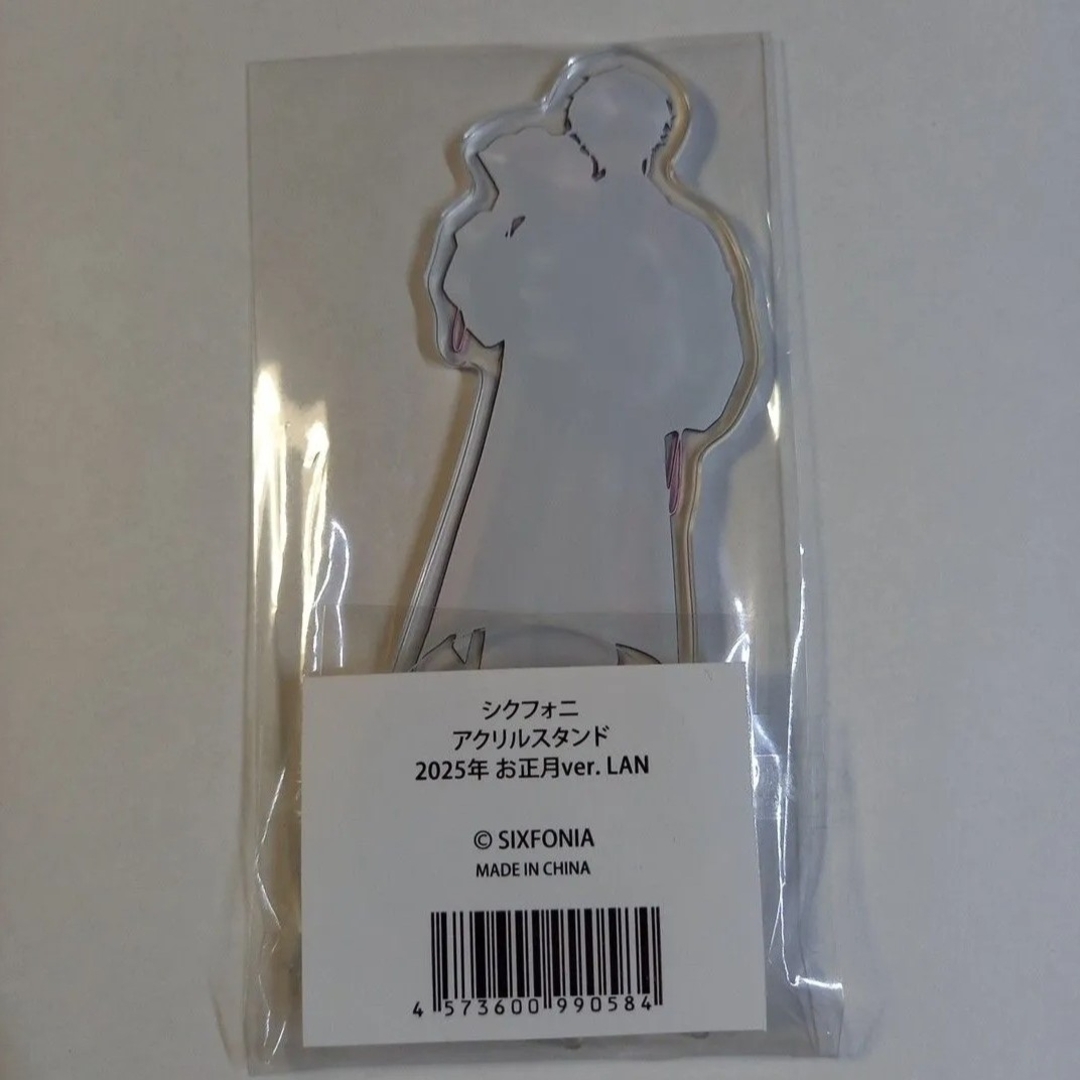 シクフォニ
アクリルスタンド
2025年 お正月ver. LAN
© SIXFONIA
MADE IN CHINA
4 573600 990584